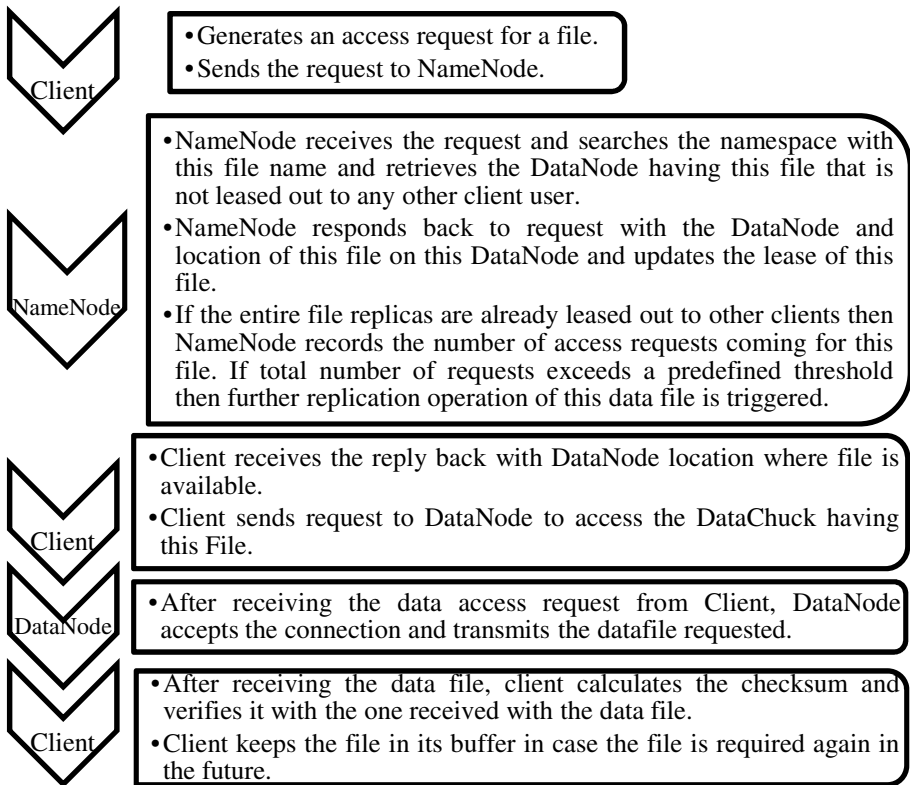 •Generates an access request for a file.
•Sends the request to NameNode.
Client
•NameNode receives the request and searches the namespace with
this file name and retrieves the DataNode having this file that is
not leased out to any other client user.
•NameNode responds back to request with the DataNode and
location of this file on this DataNode and updates the lease of this
file.
•If the entire file replicas are already leased out to other clients then
NameNode records the number of access requests coming for this
file. If total number of requests exceeds a predefined threshold
then further replication operation of this data file is triggered.
NameNode
•Client receives the reply back with DataNode location where file is
available.
•Client sends request to DataNode to access the DataChuck having
this File.
Client
•After receiving the data access request from Client, DataNode
accepts the connection and transmits the datafile requested.
DataNode
•After receiving the data file, client calculates the checksum and
verifies it with the one received with the data file.
•Client keeps the file in its buffer in case the file is required again in
the future.
Client